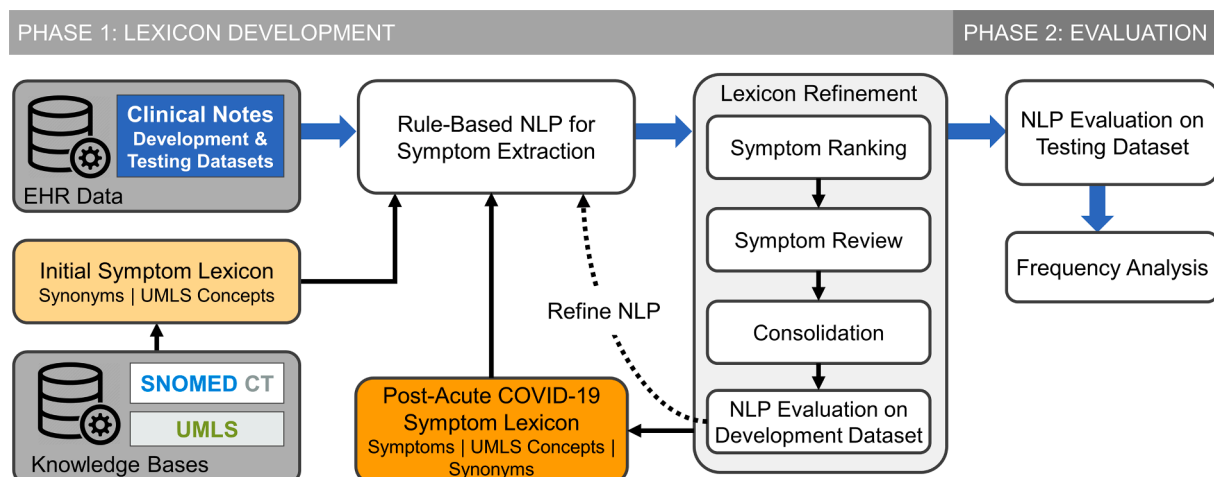 PHASE 1: LEXICON DEVELOPMENT
PHASE 2: EVALUATION
Clinical Notes
Development &
Testing Datasets
EHR Data
Rule-Based NLP for
Symptom Extraction
Lexicon Refinement
Symptom Ranking
Symptom Review
Consolidation
NLP Evaluation on
Development Dataset
NLP Evaluation on
Testing Dataset
Frequency Analysis
Initial Symptom Lexicon
Synonyms | UMLS Concepts
Refine NLP
SNOMED CT
UMLS
Knowledge Bases
Post-Acute COVID-19
Symptom Lexicon
Symptoms | UMLS Concepts |
Synonyms